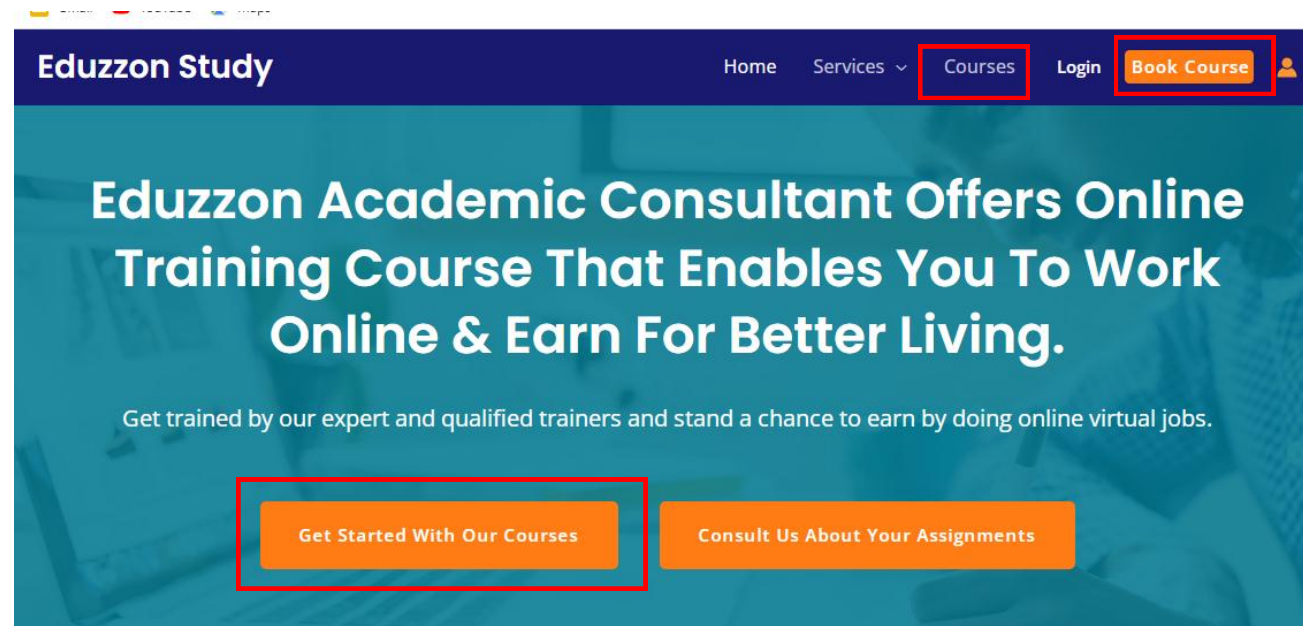 Eduzzon Study
Home Services Courses Login Book Course
Eduzzon Academic Consultant Offers Online
Training Course That Enables You To Work
Online & Earn For Better Living.
Get trained by our expert and qualified trainers and stand a chance to earn by doing online virtual jobs.
Get Started With Our Courses Consult Us About Your Assignments